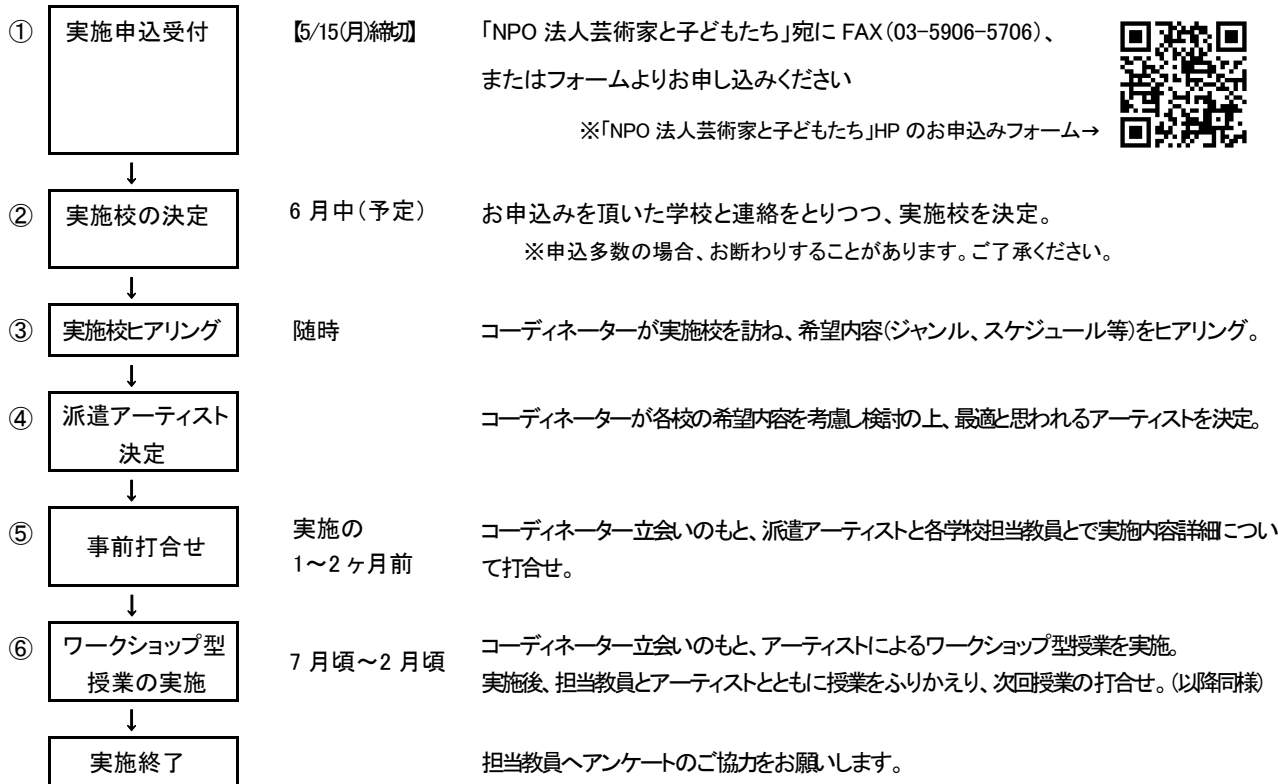 ① 実施申込受付 【5/15(月)締切】 「NPO 法人芸術家と子どもたち」宛に FAX(03-5906-5706)、
またはフォームよりお申し込みください
※「NPO 法人芸術家と子どもたち」HP のお申込みフォーム→
↓
② 実施校の決定 6 月中(予定) お申込みを頂いた学校と連絡をとりつつ、実施校を決定。
※申込多数の場合、お断わりすることがあります。ご了承ください。
↓
③ 実施校ヒアリング 随時 コーディネーターが実施校を訪ね、希望内容(ジャンル、スケジュール等)をヒアリング。
↓
④ 派遣アーティスト コーディネーターが各校の希望内容を考慮し検討の上、最適と思われるアーティストを決定。
決定
↓
⑤ 事前打合せ 実施の コーディネーター立会いのもと、派遣アーティストと各学校担当教員とで実施内容詳細につい
1~2 ヶ月前 て打合せ。
↓
⑥ ワークショップ型 7 月頃~2 月頃 コーディネーター立会いのもと、アーティストによるワークショップ型授業を実施。
授業の実施 実施後、担当教員とアーティストとともに授業をふりかえり、次回授業の打合せ。(以降同様)
↓
実施終了 担当教員へアンケートのご協力をお願いします。